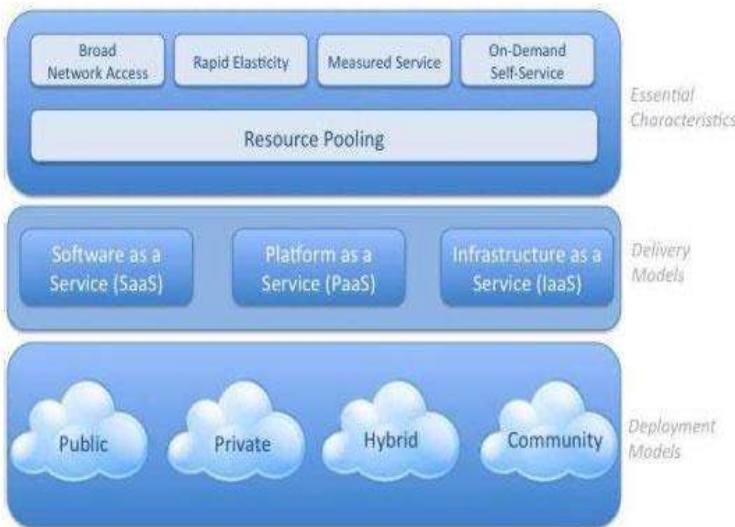 Broad
Network Access
Rapid Elasticity
Measured Service
On-Demand
Self-Service
Resource Pooling
Essential
Characteristics
Software as a
Service (SaaS)
Platform as a
Service (PaaS)
Infrastructure as a
Service (IaaS)
Delivery
Models
Public
Private
Hybrid
Community
Deployment
Models